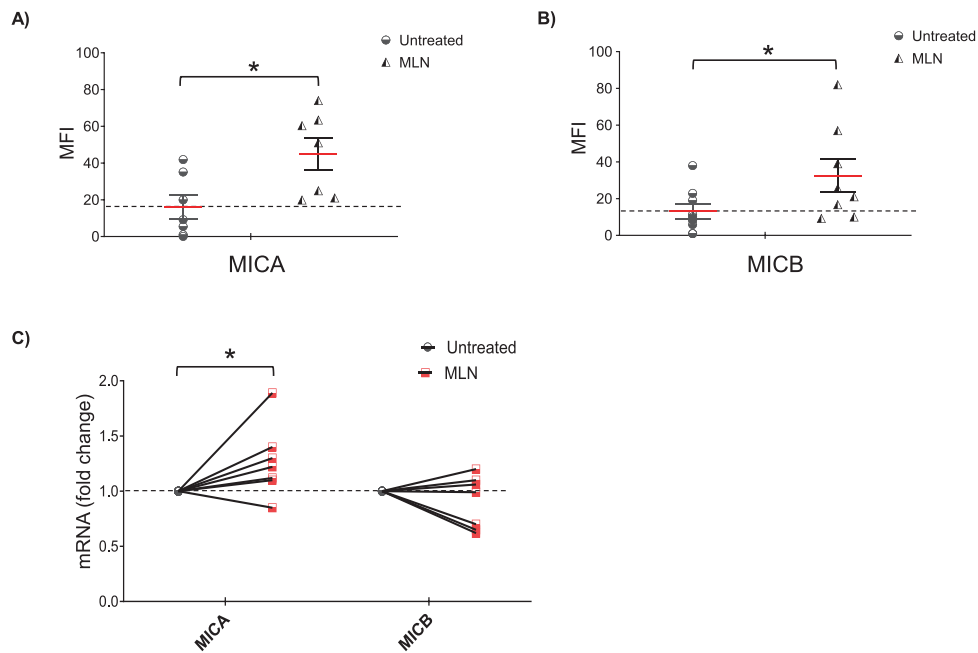 A)
Untreated
MLN
*
100
80
60
40
20
0
MFI
MICA
B)
Untreated
MLN
*
100
80
60
40
20
0
MFI
MICB
C)
Untreated
MLN
*
2.0
1.5
1.0
0.5
0.0
mRNA (fold change)
MICA
MICB